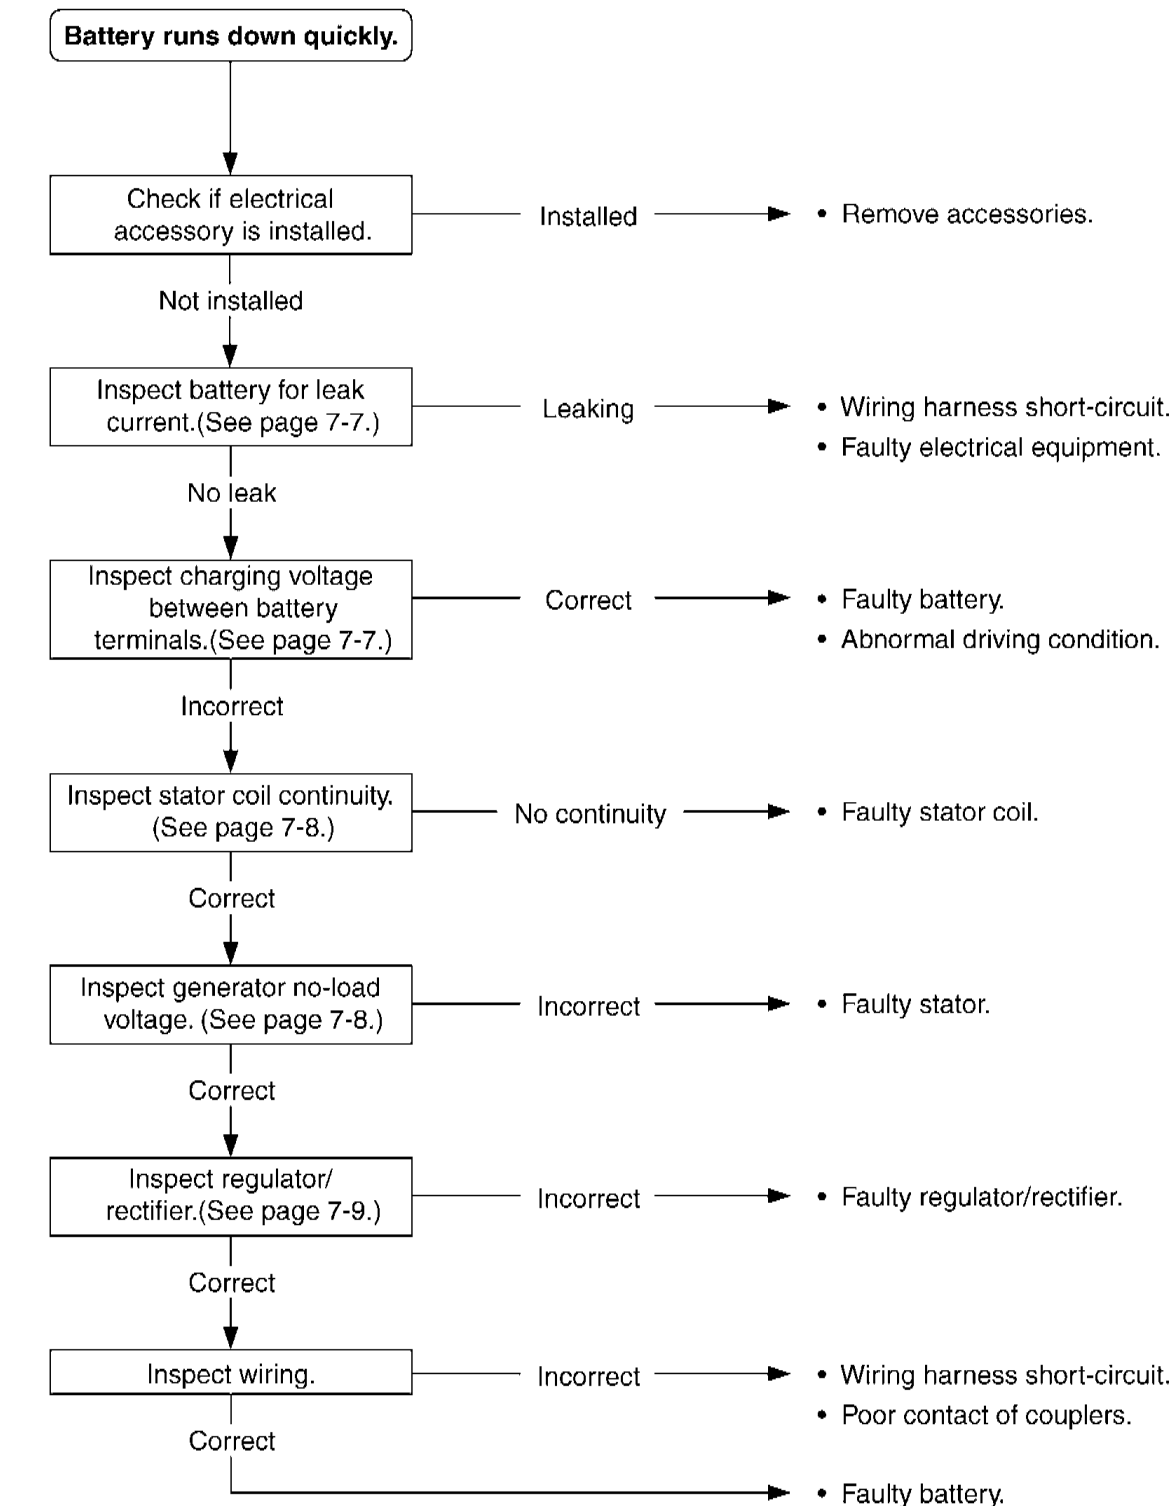 Battery runs down quickly.
Check if electrical
accessory is installed.
Installed
• Remove accessories.
Not installed
Inspect battery for leak
current.(See page 7-7.)
Leaking
• Wiring harness short-circuit.
• Faulty electrical equipment.
No leak
Inspect charging voltage
between battery
terminals.(See page 7-7.)
Correct
• Faulty battery.
• Abnormal driving condition.
Incorrect
Inspect stator coil continuity.
(See page 7-8.)
No continuity
• Faulty stator coil.
Correct
Inspect generator no-load
voltage. (See page 7-8.)
Incorrect
• Faulty stator.
Correct
Inspect regulator/
rectifier.(See page 7-9.)
Incorrect
• Faulty regulator/rectifier.
Correct
Inspect wiring.
Incorrect
• Wiring harness short-circuit.
• Poor contact of couplers.
Correct
• Faulty battery.